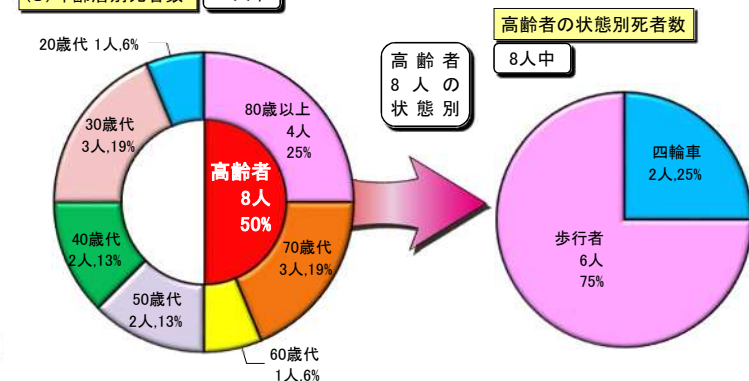 高齢者の状態別死者数
8人中
高齢者
8人の
状態別
20歳代 1人,6%
30歳代
3人,19%
40歳代
2人,13%
50歳代
2人,13%
60歳代
1人,6%
70歳代
3人,19%
80歳以上
4人
25%
高齢者
8人
50%
四輪車
2人,25%
歩行者
6人
75%